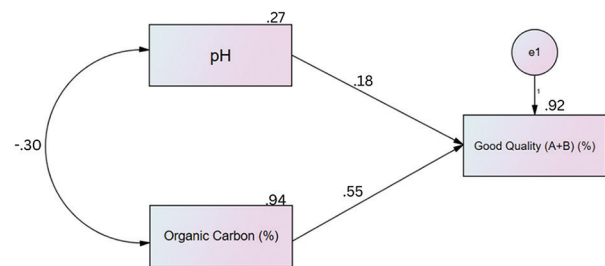 .27
pH
e1
1
.92
Good Quality (A+B) (%)
.18
-.30
.55
.94
Organic Carbon (%)